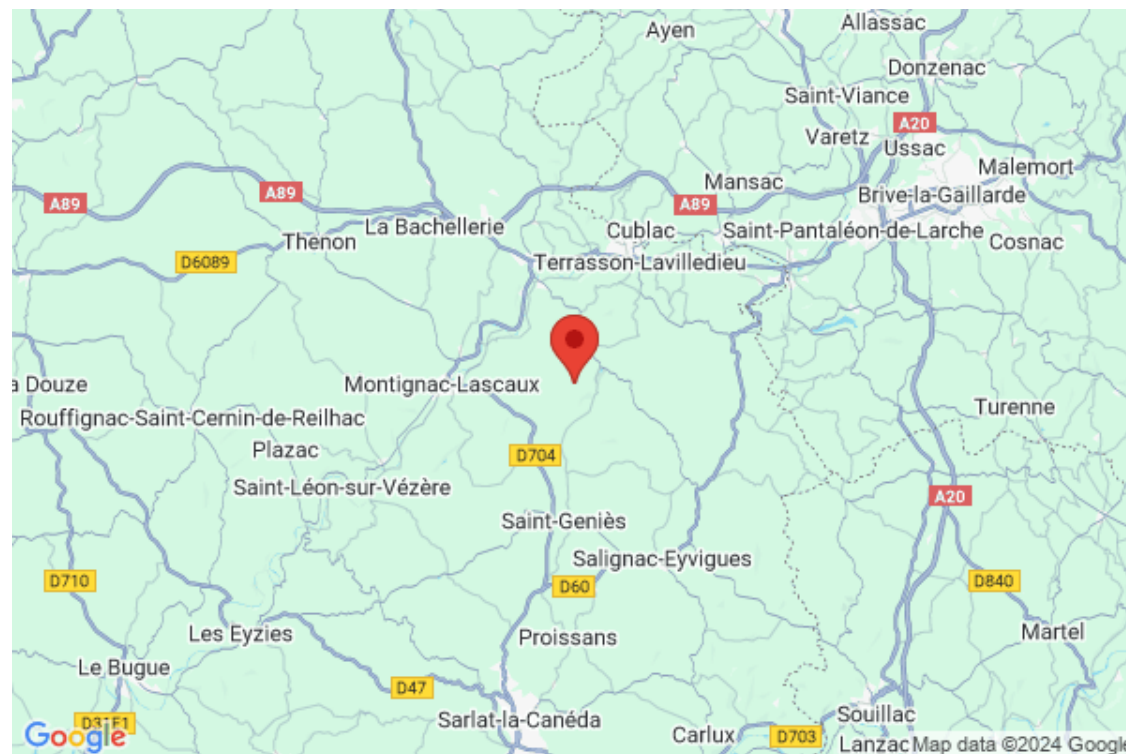 Allassac
Ayen
Donzenac
Saint-Viance
A20
Varetz
Ussac
Malemort
Mansac
A89
A89
A89
Brive-la-Gaillarde
La Bachellerie
Cublac
Saint-Pantaléon-de-Larche
Cosnac
Thenon
D6089
Terrasson-Lavilledieu
a Douze
Montignac-Lascaux
Turenne
Rouffignac-Saint-Cernin-de-Reilhac
Plazac
D704
Saint-Léon-sur-Vézère
A20
Saint-Geniès
Salignac-Eyvigues
D710
D60
D840
Les Eyzies
Proissans
Martel
Le Bugue
D47
Sarlat-la-Canéda
Souillac
Carlux
D703
Google
Lanzac
Map data ©2024 Google